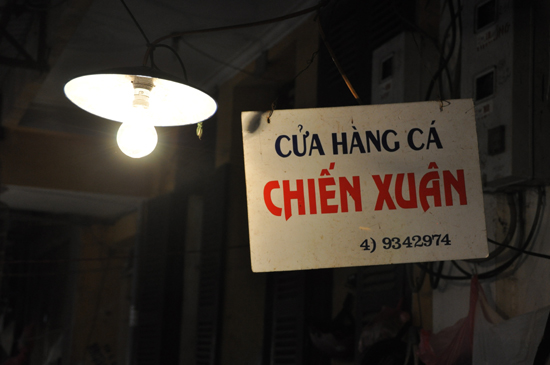 CỬA HÀNG CÁ
CHIẾN XUÂN
4) 9342974